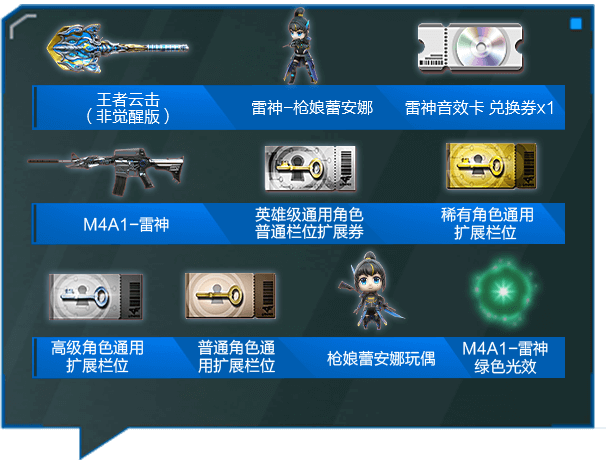 王者云击
（非觉醒版）
雷神-枪娘蕾安娜
雷神音效卡 兑换券x1
M4A1-雷神
英雄级通用角色
普通栏位扩展券
稀有角色通用
扩展栏位
高级角色通用
扩展栏位
普通角色通
用扩展栏位
枪娘蕾安娜玩偶
M4A1-雷神
绿色光效